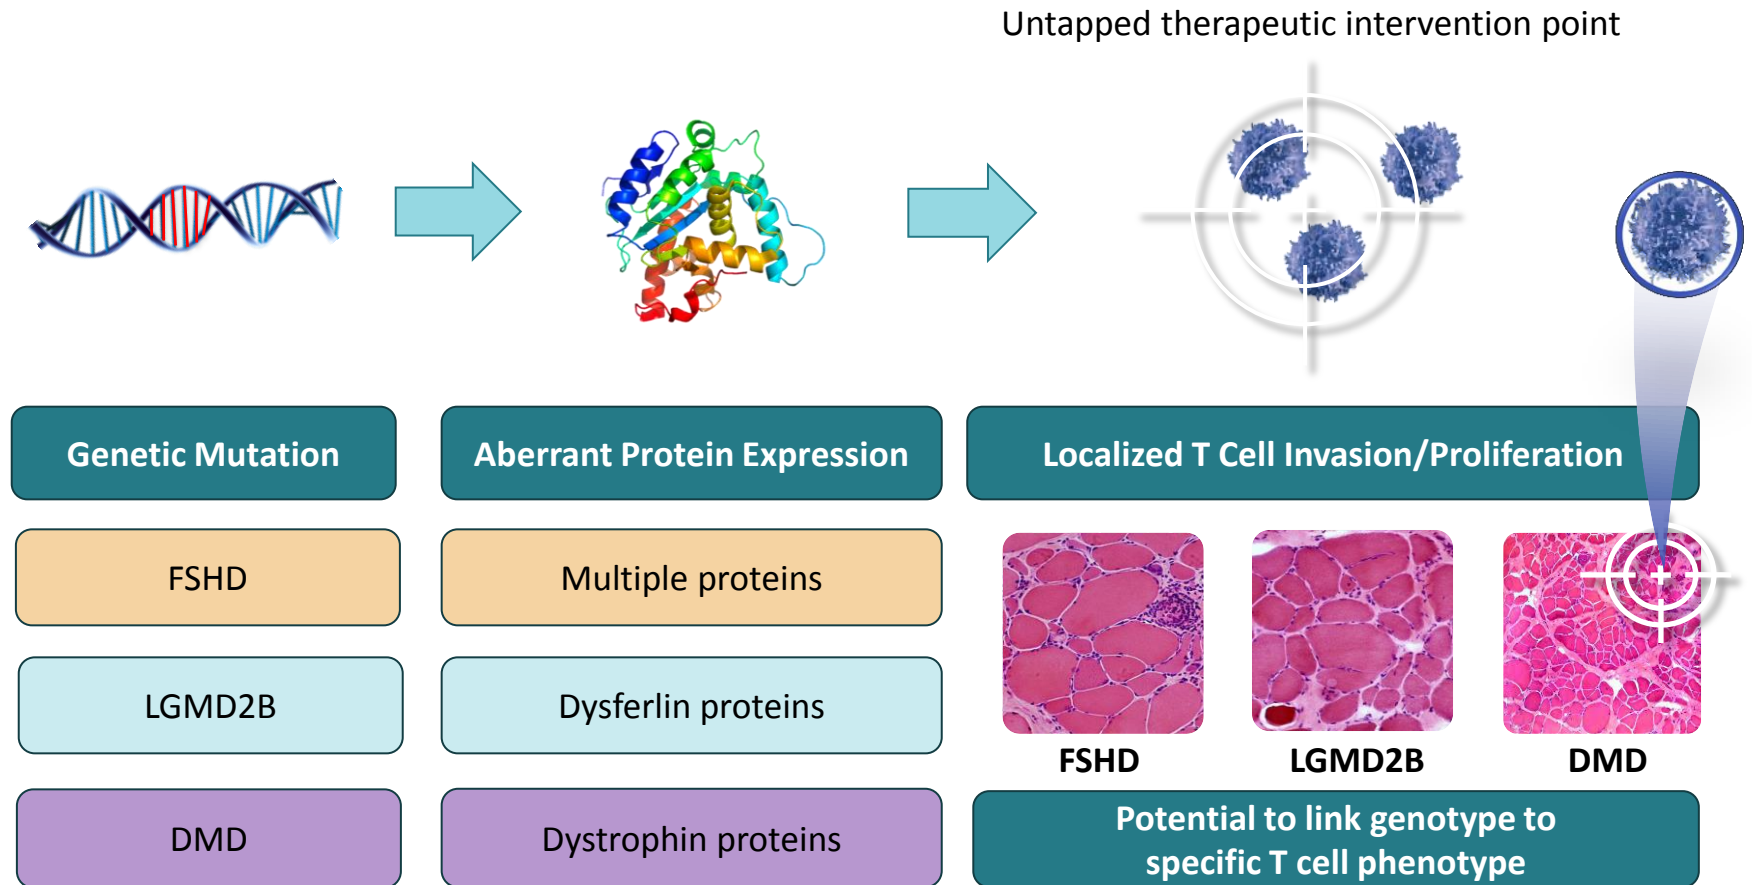 Untapped therapeutic intervention point
Genetic Mutation
Aberrant Protein Expression
Localized T Cell Invasion/Proliferation
FSHD
Multiple proteins
LGMD2B
Dysferlin proteins
DMD
Dystrophin proteins
FSHD
LGMD2B
DMD
Potential to link genotype to
specific T cell phenotype